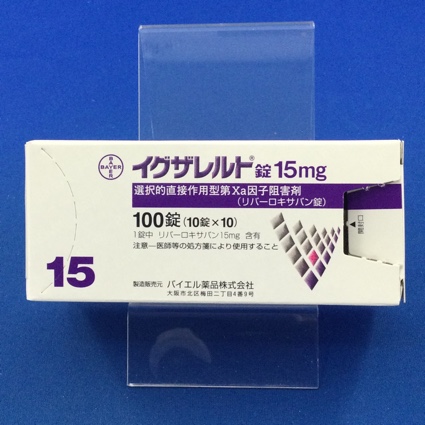 BAYER
BAYER
イグザレルト®錠15mg
選択的直接作用型第Xa因子阻害剤
(リバーロキサバン錠)
100錠(10錠×10)
1錠中 リバーロキサバン15mg 含有
注意—医師等の処方箋により使用すること
15
製造販売元 バイエル薬品株式会社
大阪市北区梅田二丁目4番9号
開封口